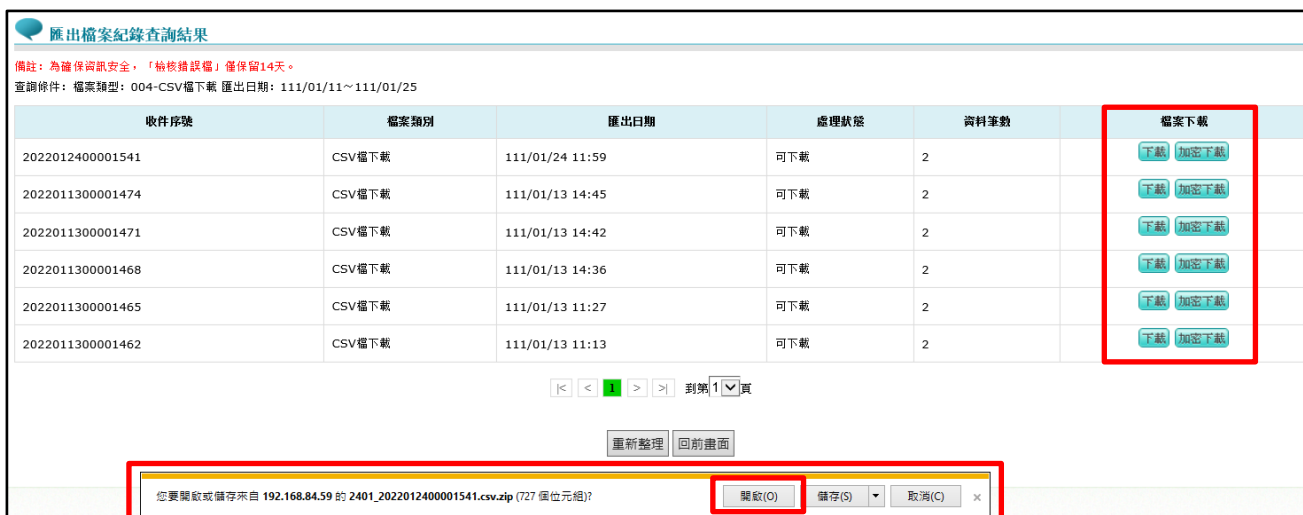 匯出檔案紀錄查詢結果
備註：為確保資訊安全，「檢核錯誤檔」僅保留14天。
查詢條件：檔案類型：004-CSV檔下載 匯出日期：111/01/11～111/01/25
收件序號 檔案類別 匯出日期 處理狀態 資料筆數 檔案下載
2022012400001541 CSV檔下載 111/01/24 11:59 可下載 2 下載 加密下載
2022011300001474 CSV檔下載 111/01/13 14:45 可下載 2 下載 加密下載
2022011300001471 CSV檔下載 111/01/13 14:42 可下載 2 下載 加密下載
2022011300001468 CSV檔下載 111/01/13 14:36 可下載 2 下載 加密下載
2022011300001465 CSV檔下載 111/01/13 11:27 可下載 2 下載 加密下載
2022011300001462 CSV檔下載 111/01/13 11:13 可下載 2 下載 加密下載
|< < 1 > >| 到第1頁
重新整理 回前畫面
您要開啟或儲存來自 192.168.84.59 的 2401_2022012400001541.csv.zip (727 個位元組)? 開啟(O) 儲存(S) 取消(C) ×